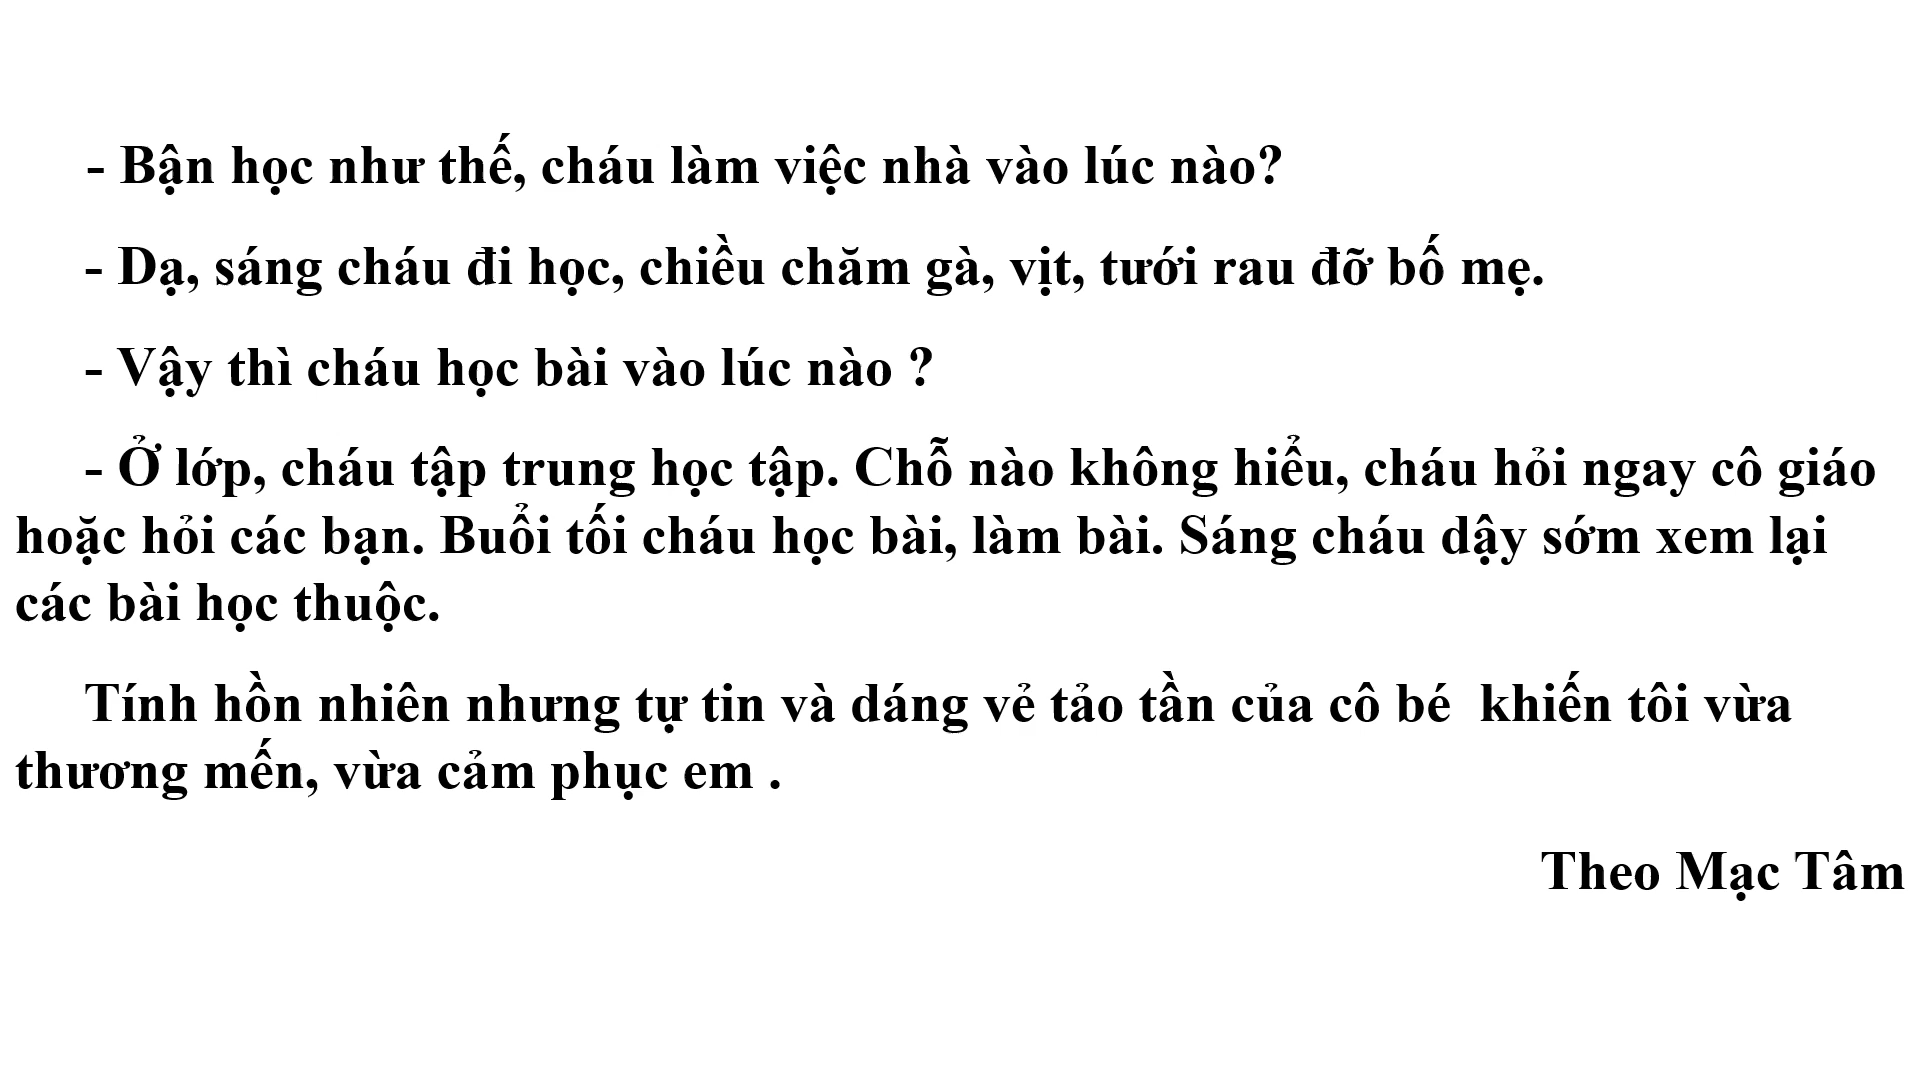 - Bận học như thế, cháu làm việc nhà vào lúc nào?
- Dạ, sáng cháu đi học, chiều chăm gà, vịt, tưới rau đỡ bố mẹ.
- Vậy thì cháu học bài vào lúc nào ?
- Ở lớp, cháu tập trung học tập. Chỗ nào không hiểu, cháu hỏi ngay cô giáo
hoặc hỏi các bạn. Buổi tối cháu học bài, làm bài. Sáng cháu dậy sớm xem lại
các bài học thuộc.
Tính hồn nhiên nhưng tự tin và dáng vẻ tảo tần của cô bé  khiến tôi vừa
thương mến, vừa cảm phục em .
Theo Mạc Tâm